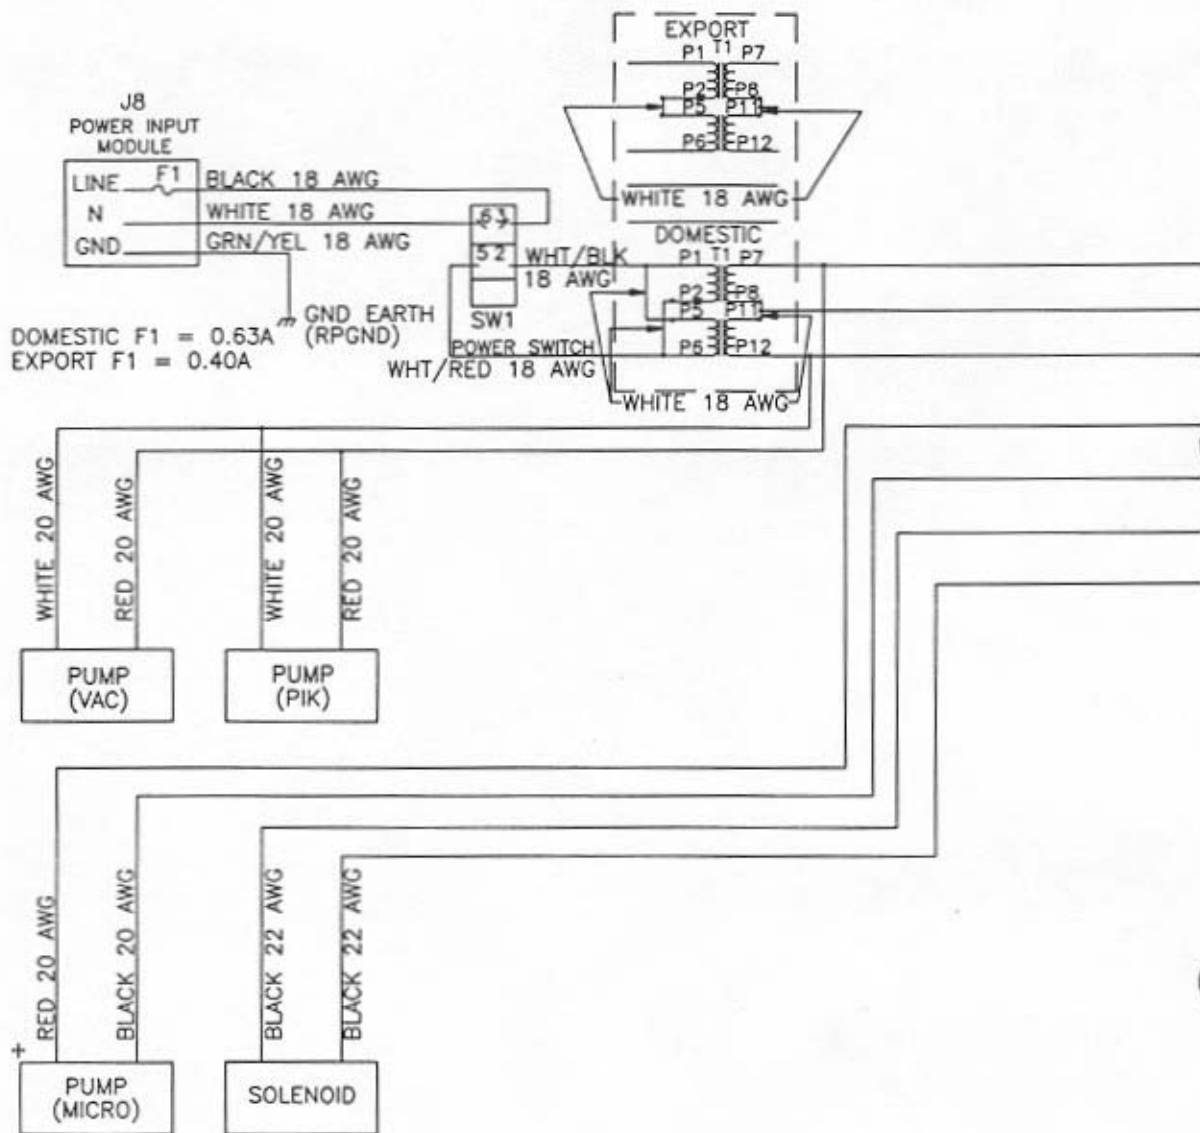 EXPORT
P1 T1 P7
P2 P8
P5 P11
P6 P12
WHITE 18 AWG
J8
POWER INPUT
MODULE
LINE F1 BLACK 18 AWG
N WHITE 18 AWG
GND GRN/YEL 18 AWG
6 3
5 2
SW1
POWER SWITCH
WHT/BLK
18 AWG
WHT/RED 18 AWG
GND EARTH
(RPGND)
DOMESTIC F1 = 0.63A
EXPORT F1 = 0.40A
DOMESTIC
P1 T1 P7
P2 P8
P5 P11
P6 P12
WHITE 18 AWG
WHITE 20 AWG
RED 20 AWG
WHITE 20 AWG
RED 20 AWG
PUMP
(VAC)
PUMP
(PIK)
RED 20 AWG
BLACK 20 AWG
BLACK 22 AWG
BLACK 22 AWG
+
PUMP
(MICRO)
SOLENOID